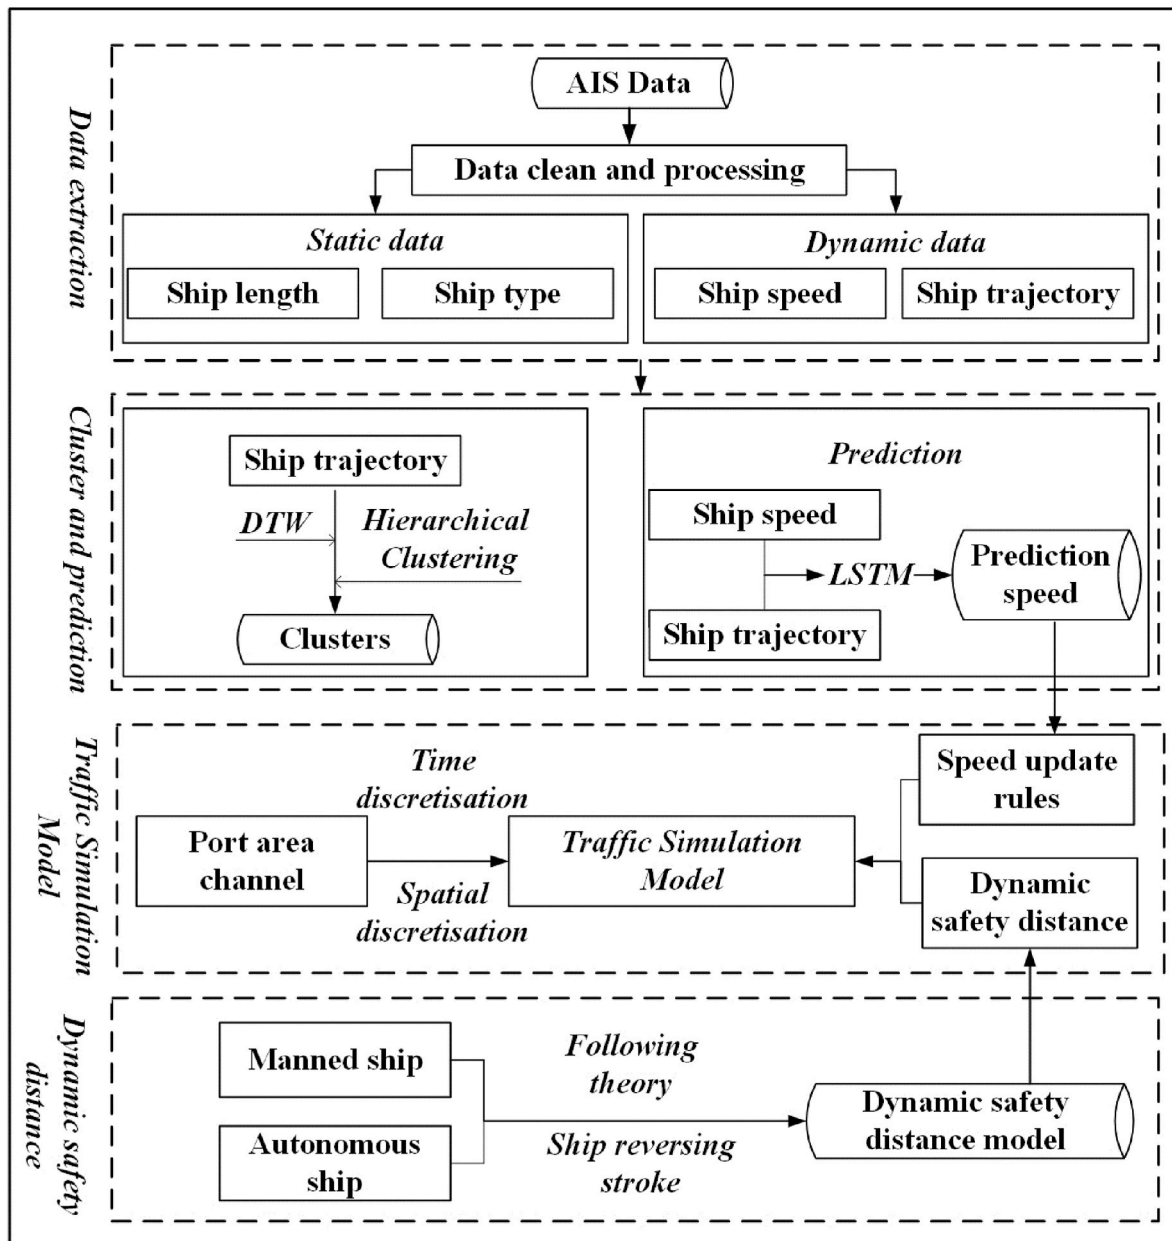 Data extraction
AIS Data
Data clean and processing
Static data
Ship length
Ship type
Dynamic data
Ship speed
Ship trajectory
Cluster and prediction
Ship trajectory
DTW
Hierarchical
Clustering
Clusters
Prediction
Ship speed
LSTM
Ship trajectory
Prediction
speed
Traffic Simulation
Model
Time
discretisation
Port area
channel
Spatial
discretisation
Traffic Simulation
Model
Speed update
rules
Dynamic
safety distance
Dynamic safety
distance
Manned ship
Autonomous
ship
Following
theory
Ship reversing
stroke
Dynamic safety
distance model